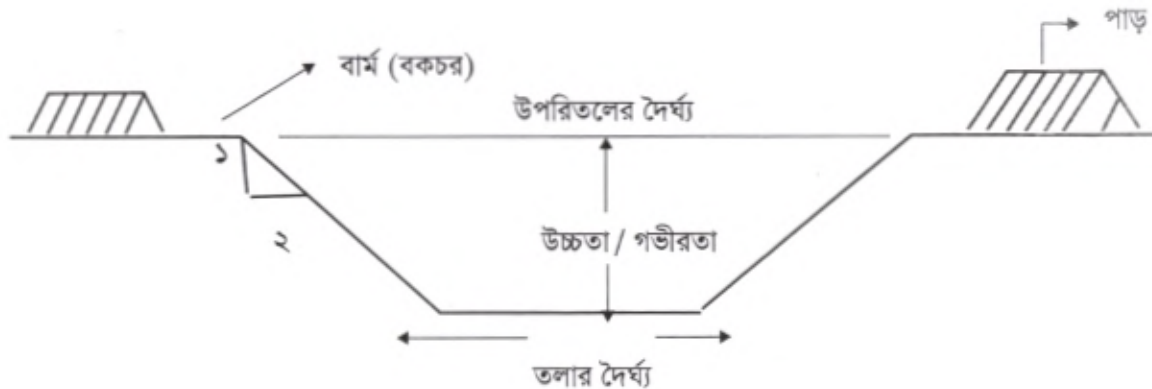 পাড়
বার্ম (বকচর)
উপরিতলের দৈর্ঘ্য
১
২
উচ্চতা / গভীরতা
তলার দৈর্ঘ্য